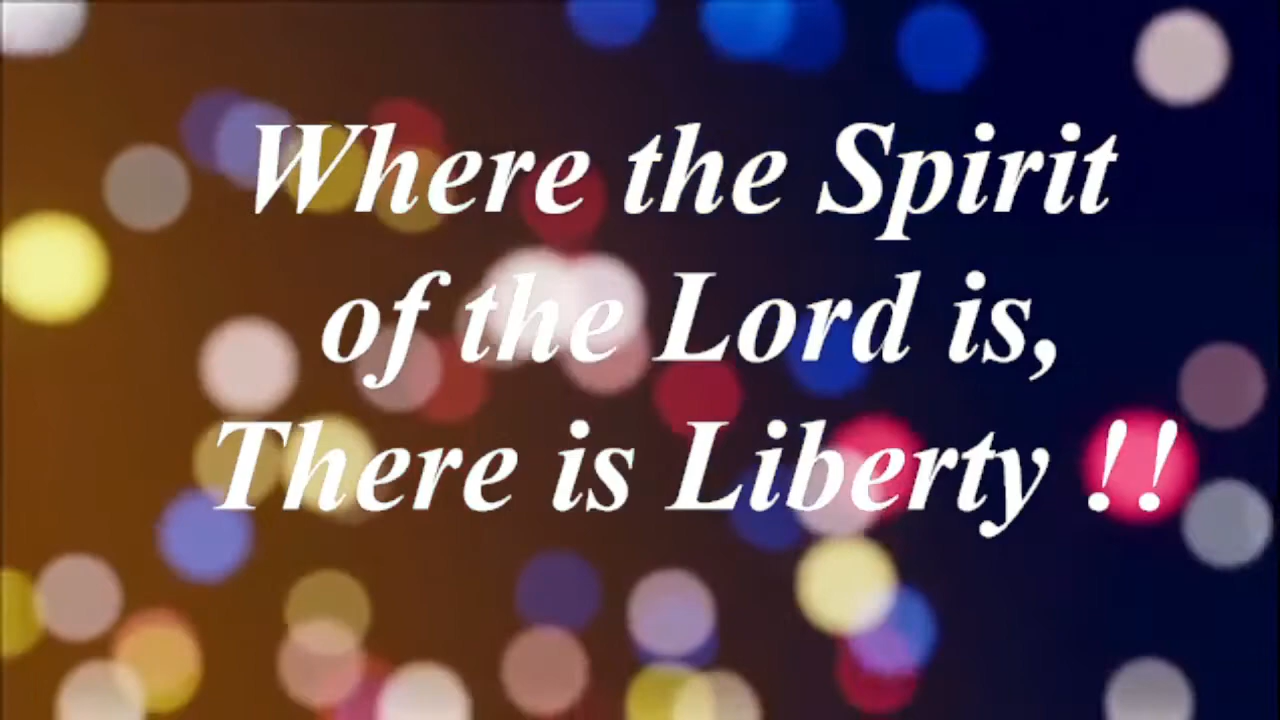 Where the Spirit
of the Lord is,
There is Liberty !!